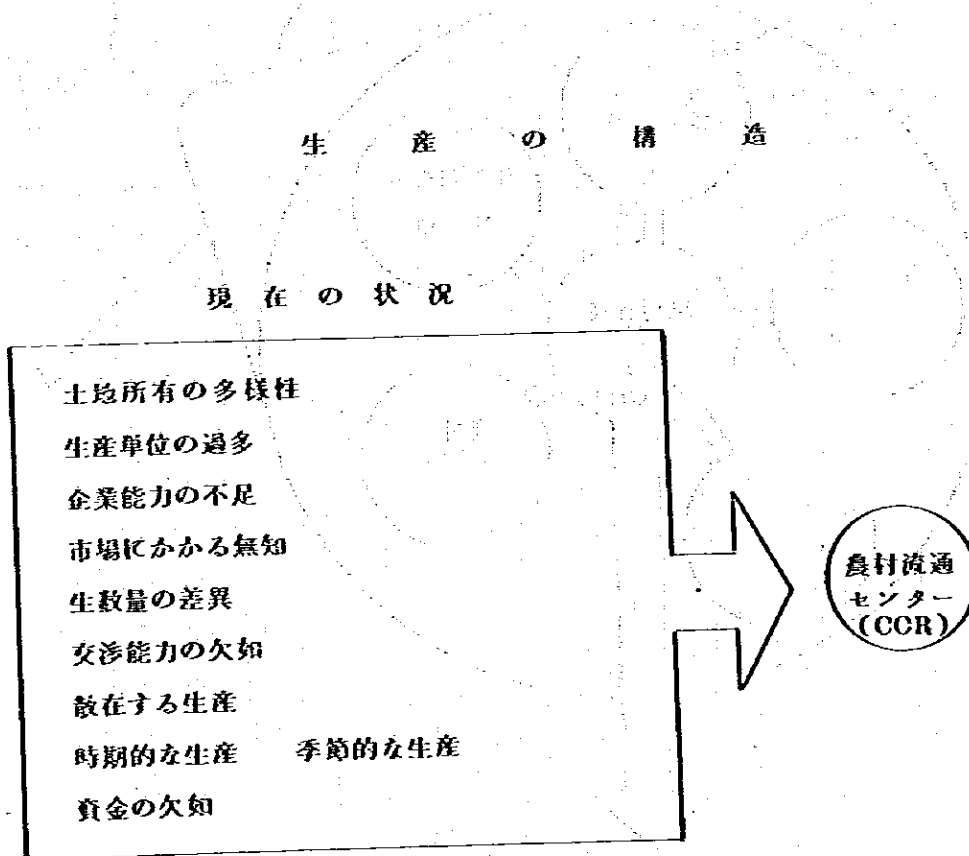 生産の構造
現在の状況
土地所有の多様性
生産単位の過多
企業能力の不足
市場にかかる無知
生数量の差異
交渉能力の欠如
散在する生産
時期的な生産　季節的な生産
資金の欠如
農村流通
センター
(CCR)